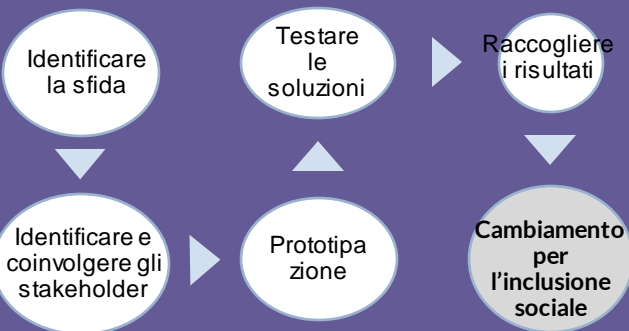 Identificare
la sfida
Identificare e
coinvolgere gli
stakeholder
Prototipa
zione
Testare
le
soluzioni
Raccogliere
i risultati
Cambiamento
per
l'inclusione
sociale